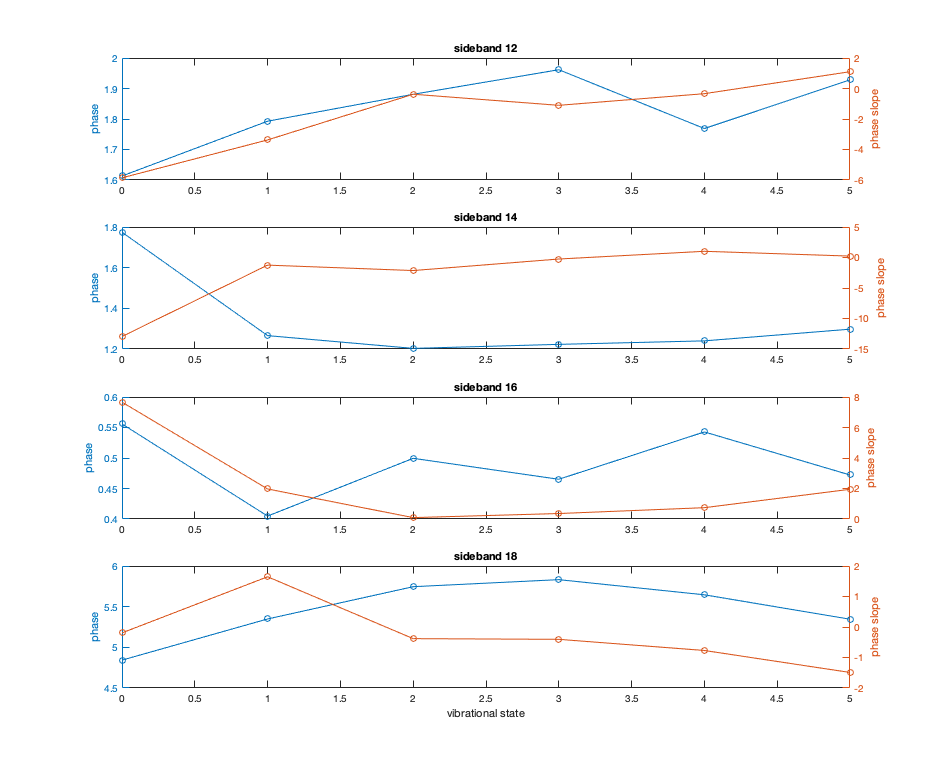 sideband 12
2
1.9
1.8
1.7
1.6
phase
2
0
-2
-4
-6
phase slope
0 0.5 1 1.5 2 2.5 3 3.5 4 4.5 5
sideband 14
1.8
1.6
1.4
1.2
phase
5
0
-5
-10
-15
phase slope
0 0.5 1 1.5 2 2.5 3 3.5 4 4.5 5
sideband 16
0.6
0.55
0.5
0.45
0.4
phase
8
6
4
2
0
phase slope
0 0.5 1 1.5 2 2.5 3 3.5 4 4.5 5
sideband 18
6
5.5
5
4.5
phase
2
1
0
-1
-2
phase slope
0 0.5 1 1.5 2 2.5 3 3.5 4 4.5 5
vibrational state